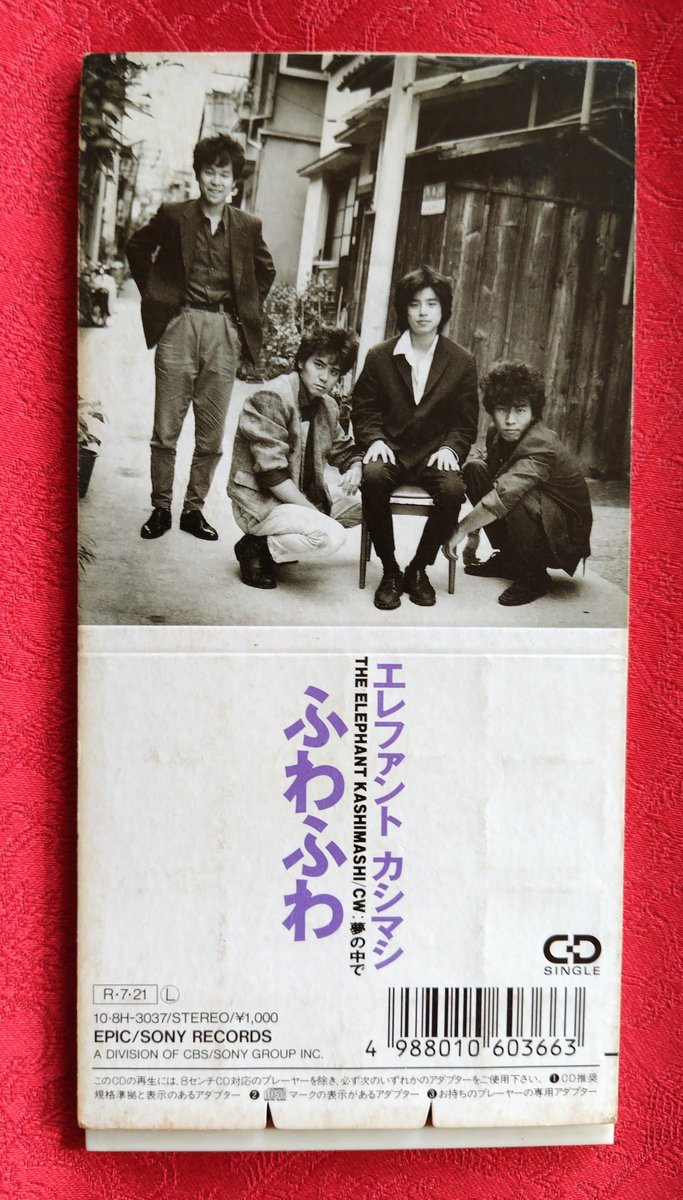 エレファント カシマシ
THE ELEPHANT KASHIMASHI/CW:夢の中で
ふわふわ
CD
SINGLE
R・7・21 Ⓛ
10・8H-3037/STEREO/¥1,000
EPIC/SONY RECORDS
A DIVISION OF CBS/SONY GROUP INC.
4 988010 603663
このCDの再生には、8センチCD対応のプレーヤーを除き、必ず次のいずれかのアダプターをご使用下さい。❶CD推奨
規格準拠と表示のあるアダプター ❷ マークの表示があるアダプター ❸お持ちのプレーヤーの専用アダプター